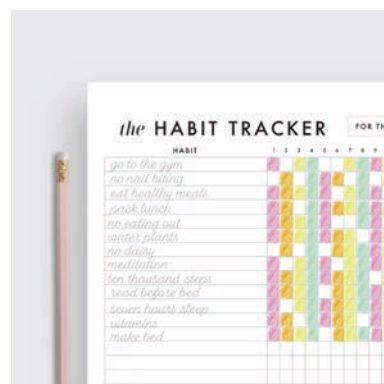 the HABIT TRACKER
FOR TH
HABIT 1 2 3 4 5 6 7 8 9
go to the gym
no nail biting
eat healthy meals
pack lunch
no eating out
water plants
no dairy
meditation
ten thousand steps
read before bed
seven hours sleep
vitamins
make bed